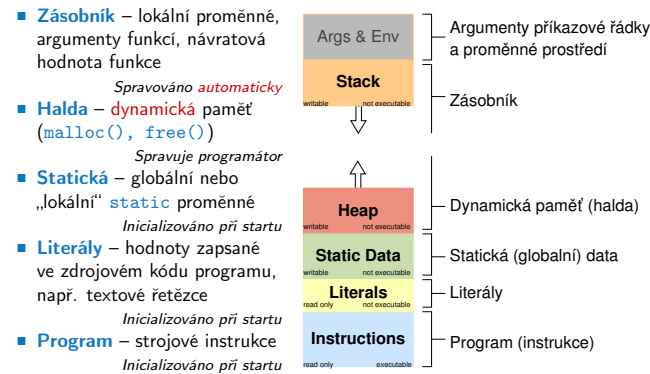 Zásobník – lokální proměnné,
argumenty funkcí, návratová
hodnota funkce
Spravováno automaticky
Halda – dynamická paměť
(malloc(), free())
Spravuje programátor
Statická – globální nebo
„lokální“ static proměnné
Inicializováno při startu
Literály – hodnoty zapsané
ve zdrojovém kódu programu,
např. textové řetězce
Inicializováno při startu
Program – strojové instrukce
Inicializováno při startu
Args & Env
Stack
writable not executable
Heap
writable not executable
Static Data
writable not executable
Literals
read only not executable
Instructions
read only executable
Argumenty příkazové řádky
a proměnné prostředí
Zásobník
Dynamická paměť (halda)
Statická (globalní) data
Literály
Program (instrukce)